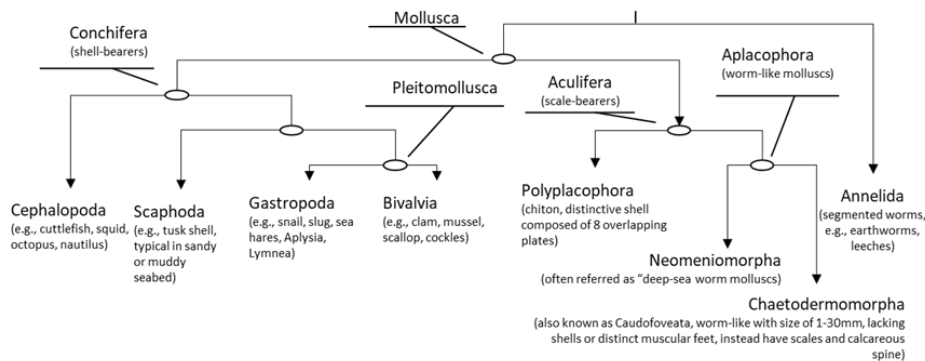 Mollusca
Conchifera
(shell-bearers)
Aplacophora
(worm-like molluscs)
Aculifera
(scale-bearers)
Pleitomollusca
Cephalopoda
(e.g., cuttlefish, squid,
octopus, nautilus)
Scaphoda
(e.g., tusk shell,
typical in sandy
or muddy
seabed)
Gastropoda
(e.g., snail, slug, sea
hares, Aplysia,
Lymnea)
Bivalvia
(e.g., clam, mussel,
scallop, cockles)
Polyplacophora
(chiton, distinctive shell
composed of 8 overlapping
plates)
Annelida
(segmented worms,
e.g., earthworms,
leeches)
Neomeniomorpha
(often referred as "deep-sea worm molluscs)
Chaetodermomorpha
(also known as Caudofoveata, worm-like with size of 1-30mm, lacking
shells or distinct muscular feet, instead have scales and calcareous
spine)